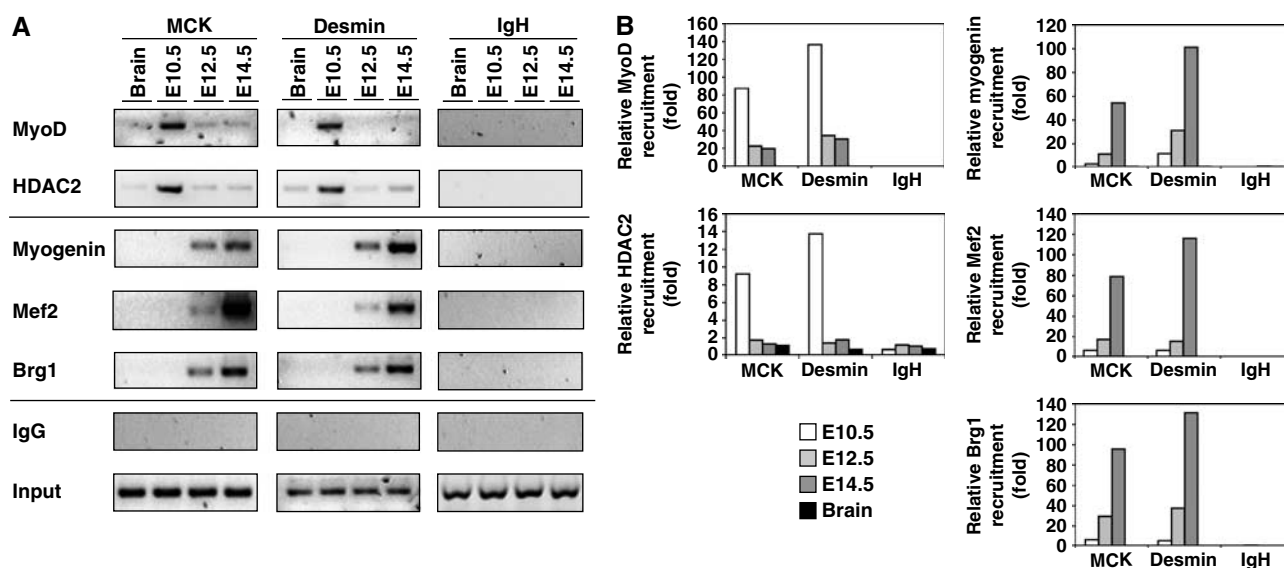 A
MCK
Desmin
IgH
Brain
E10.5
E12.5
E14.5
Brain
E10.5
E12.5
E14.5
Brain
E10.5
E12.5
E14.5
MyoD
HDAC2
Myogenin
Mef2
Brg1
IgG
Input
B
Relative MyoD
recruitment
(fold)
160
140
120
100
80
60
40
20
0
MCK Desmin IgH
Relative myogenin
recruitment
(fold)
120
100
80
60
40
20
0
MCK Desmin IgH
Relative HDAC2
recruitment
(fold)
16
14
12
10
8
6
4
2
0
MCK Desmin IgH
Relative Mef2
recruitment
(fold)
140
120
100
80
60
40
20
0
MCK Desmin IgH
E10.5
E12.5
E14.5
Brain
Relative Brg1
recruitment
(fold)
140
120
100
80
60
40
20
0
MCK Desmin IgH